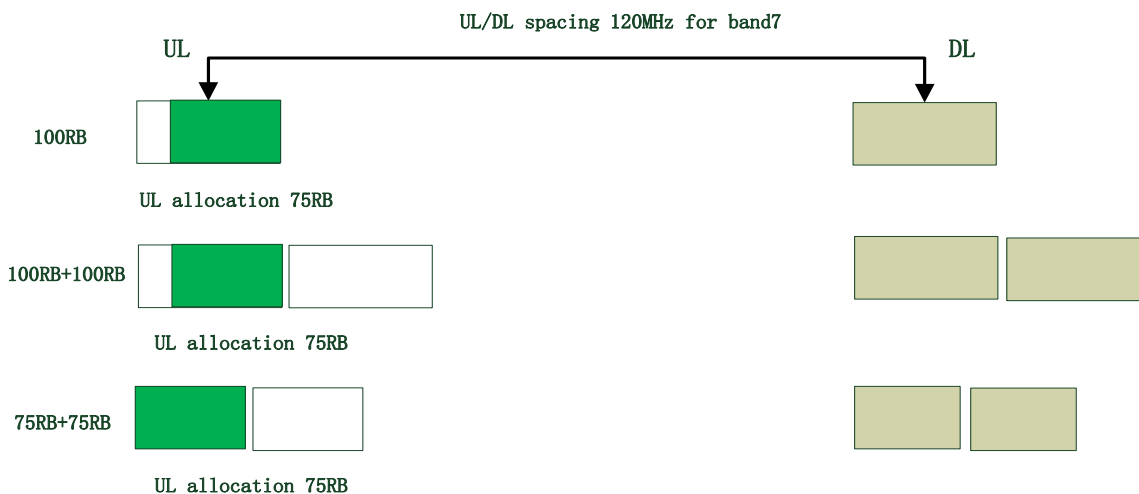 UL/DL spacing 120MHz for band7
UL
DL
100RB
UL allocation 75RB
100RB+100RB
UL allocation 75RB
75RB+75RB
UL allocation 75RB